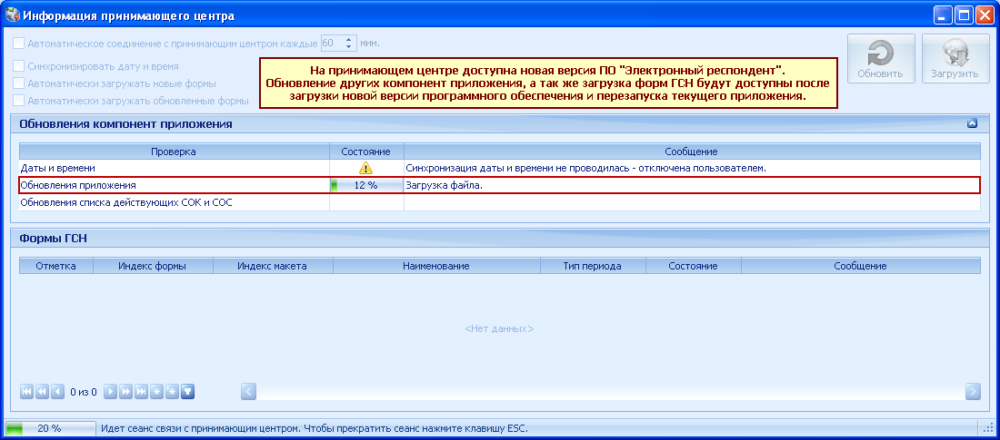 Информация принимающего центра
Автоматическое соединение с принимающим центром каждые 60 мин.
Синхронизировать дату и время
Автоматически загружать новые формы
Автоматически загружать обновленные формы
На принимающем центре доступна новая версия ПО "Электронный респондент".
Обновление других компонент приложения, а так же загрузка форм ГСН будут доступны после
загрузки новой версии программного обеспечения и перезапуска текущего приложения.
Обновить
Загрузить
Обновления компонент приложения
Проверка Состояние Сообщение
Даты и времени Синхронизация даты и времени не проводилась - отключена пользователем.
Обновления приложения 12 % Загрузка файла.
Обновления списка действующих СОК и СОС
Формы ГСН
Отметка Индекс формы Индекс макета Наименование Тип периода Состояние Сообщение
<Нет данных>
0 из 0
20 % Идет сеанс связи с принимающим центром. Чтобы прекратить сеанс нажмите клавишу ESC.